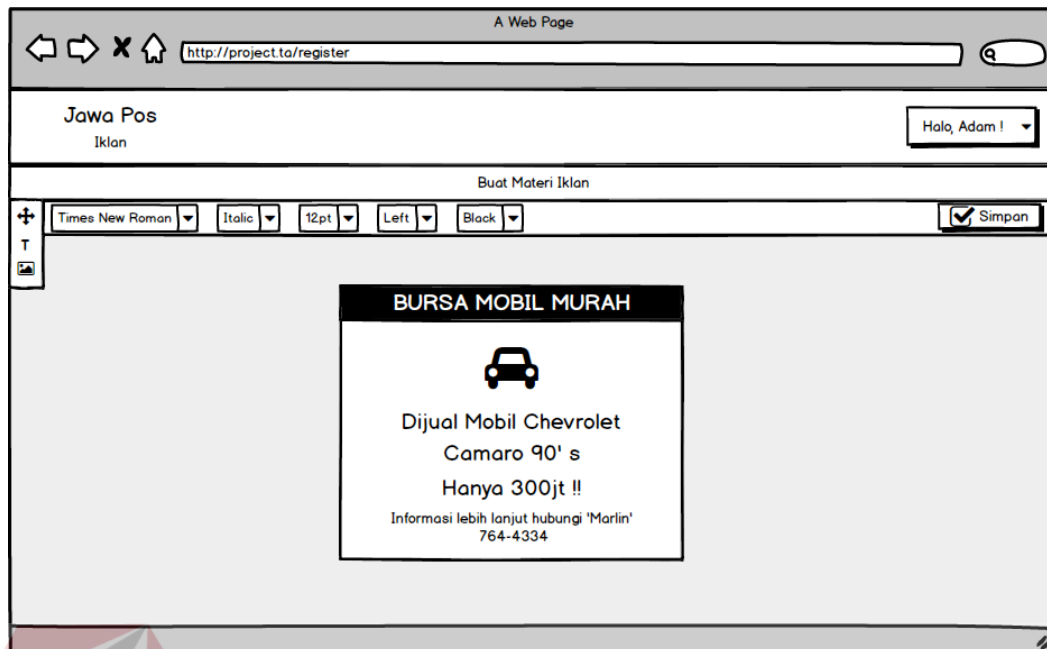 A Web Page
http://project.ta/register
Jawa Pos
Iklan
Halo, Adam !
Buat Materi Iklan
Times New Roman
Italic
12pt
Left
Black
Simpan
T
BURSA MOBIL MURAH
Dijual Mobil Chevrolet
Camaro 90' s
Hanya 300jt !!
Informasi lebih lanjut hubungi 'Marlin'
764-4334